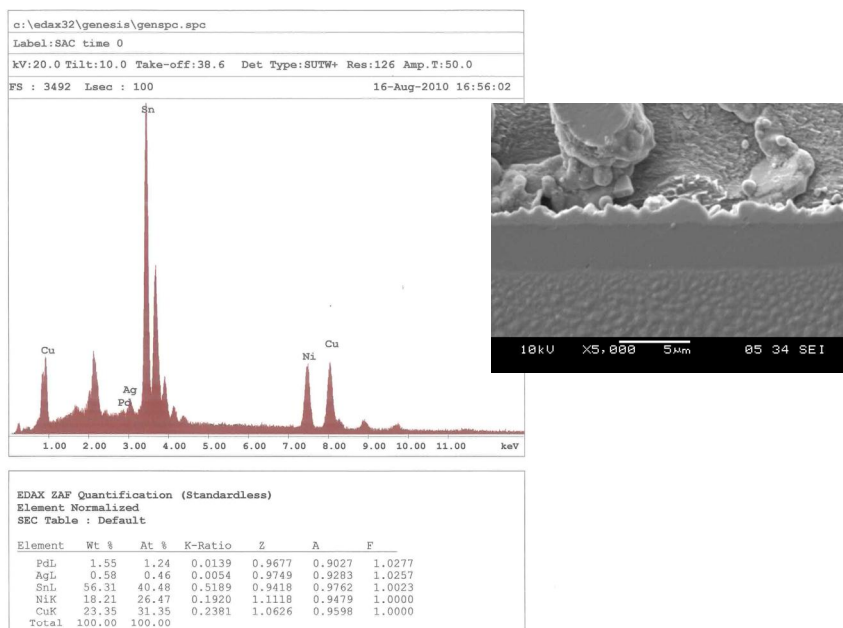 c:\edax32\genesis\genspc.spc
Label:SAC time 0
kV:20.0 Tilt:10.0 Take-off:38.6 Det Type:SUTW+ Res:126 Amp.T:50.0
FS : 3492 Lsec : 100 16-Aug-2010 16:56:02
Sn
Cu
Ag
Pd
Ni
Cu
1.00 2.00 3.00 4.00 5.00 6.00 7.00 8.00 9.00 10.00 11.00 keV
10kV X5,000 5µm 05 34 SEI
EDAX ZAF Quantification (Standardless)
Element Normalized
SEC Table : Default
Element Wt % At % K-Ratio Z A F
PdL 1.55 1.24 0.0139 0.9677 0.9027 1.0277
AgL 0.58 0.46 0.0054 0.9749 0.9283 1.0257
SnL 56.31 40.48 0.5189 0.9418 0.9762 1.0023
NiK 18.21 26.47 0.1920 1.1118 0.9479 1.0000
CuK 23.35 31.35 0.2381 1.0626 0.9598 1.0000
Total 100.00 100.00